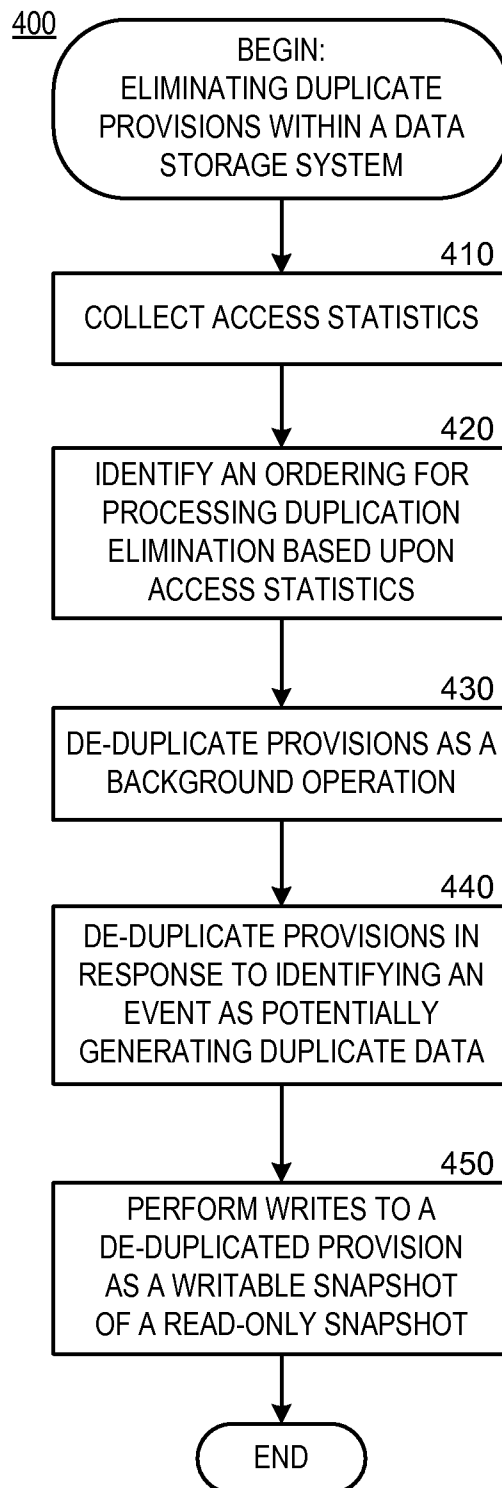 400
BEGIN:
ELIMINATING DUPLICATE
PROVISIONS WITHIN A DATA
STORAGE SYSTEM
410
COLLECT ACCESS STATISTICS
420
IDENTIFY AN ORDERING FOR
PROCESSING DUPLICATION
ELIMINATION BASED UPON
ACCESS STATISTICS
430
DE-DUPLICATE PROVISIONS AS A
BACKGROUND OPERATION
440
DE-DUPLICATE PROVISIONS IN
RESPONSE TO IDENTIFYING AN
EVENT AS POTENTIALLY
GENERATING DUPLICATE DATA
450
PERFORM WRITES TO A
DE-DUPLICATED PROVISION
AS A WRITABLE SNAPSHOT
OF A READ-ONLY SNAPSHOT
END